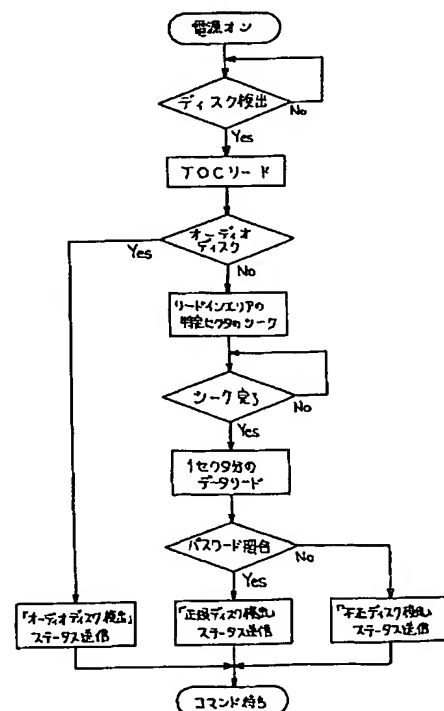 電源オン
ディスク検出
No
Yes
TOCリード
オーディオ
ディスク
Yes
No
リードインエリアの
特定セクタのシーク
シーク完了
No
Yes
1セクタ分の
データリード
パスワード照合
No
Yes
「オーディオディスク検出」
ステータス送信
「正規ディスク検出」
ステータス送信
「不正ディスク検出」
ステータス送信
コマンド待ち